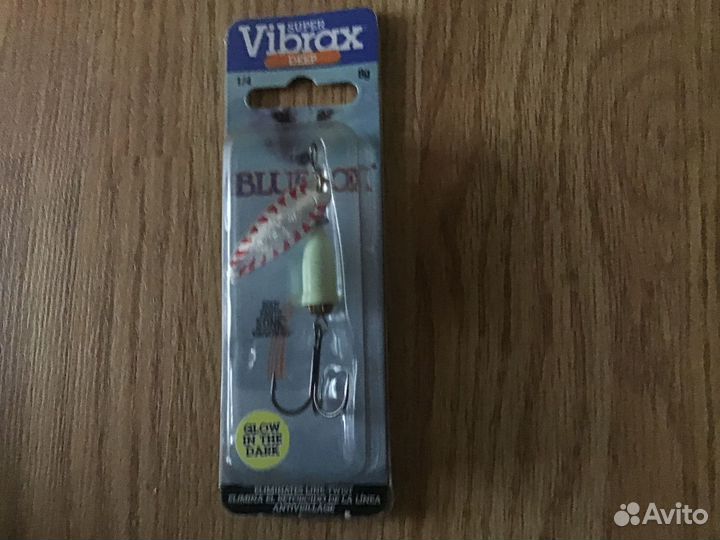 SUPER
Vibrax
DEEP
1/4 8g
BLUE FOX
GLOW
IN THE
DARK
ELIMINATES LINE TWIST
ELIMINA EL RETORCIDO DE LA LÍNEA
ANTIVRILLAGE
Avito